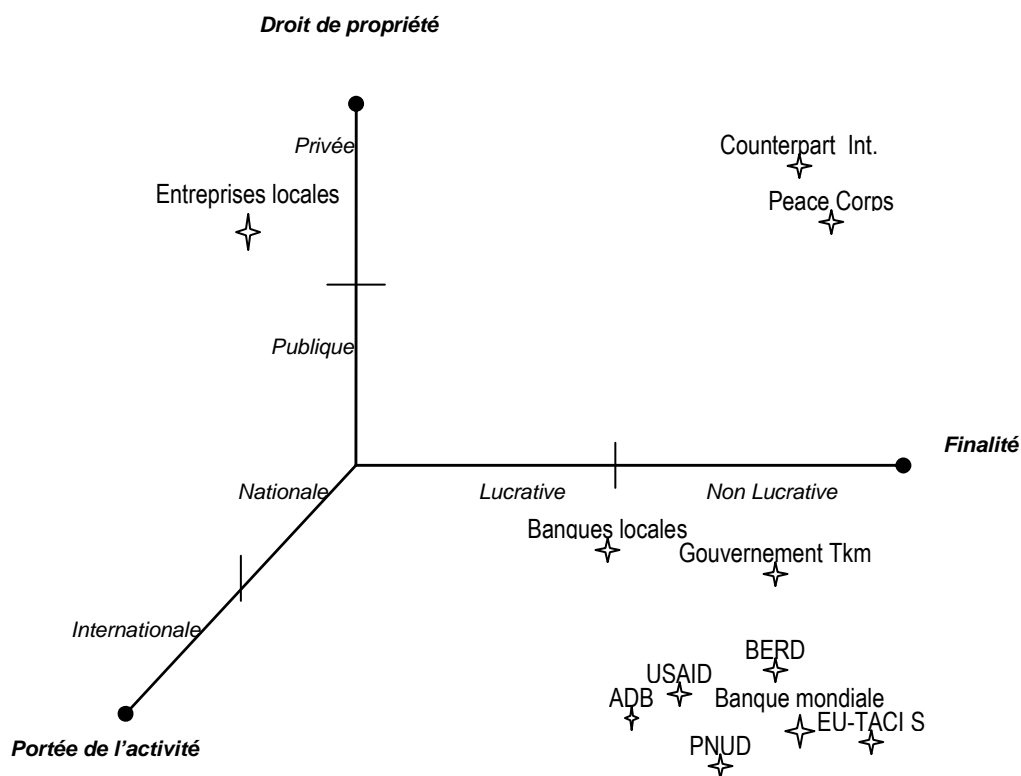 Droit de propriété
Privée
Counterpart Int.
Entreprises locales
Peace Corps
Publique
Finalité
Nationale
Lucrative
Non Lucrative
Banques locales
Gouvernement Tkm
Internationale
BERD
USAID
ADB
Banque mondiale
EU-TACI S
Portée de l'activité
PNUD